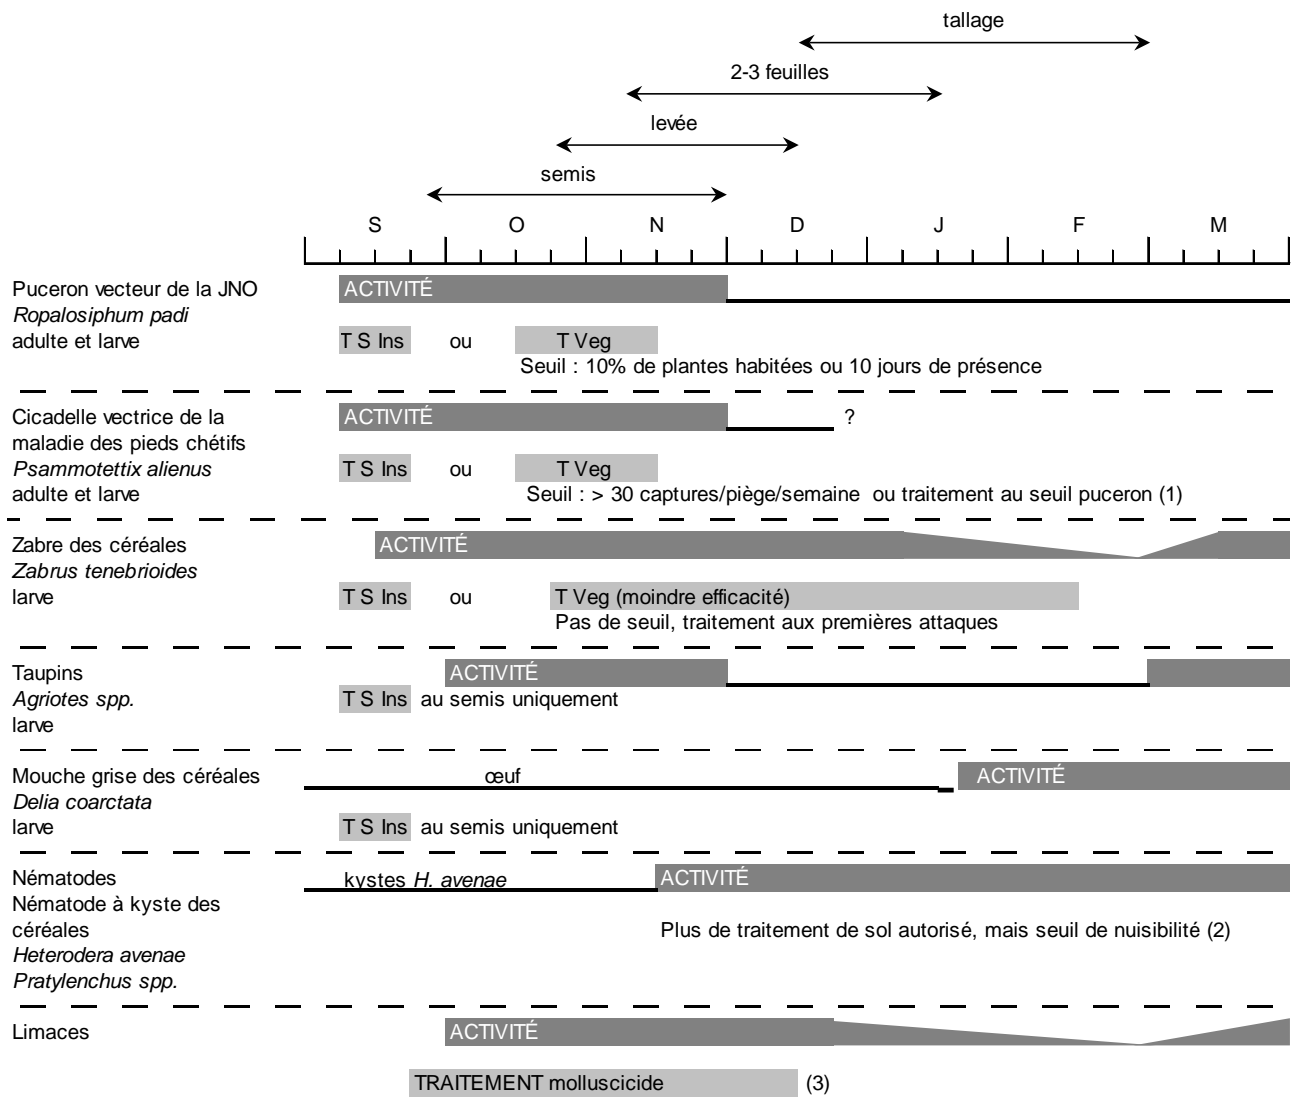 tallage
2-3 feuilles
levée
semis
S O N D J F M
Puceron vecteur de la JNO
ACTIVITÉ
Ropalosiphum padi
adulte et larve
T S Ins ou T Veg
Seuil : 10% de plantes habitées ou 10 jours de présence
Cicadelle vectrice de la
ACTIVITÉ ?
maladie des pieds chétifs
Psammotettix alienus
T S Ins ou T Veg
adulte et larve
Seuil : > 30 captures/piège/semaine ou traitement au seuil puceron (1)
Zabre des céréales
ACTIVITÉ
Zabrus tenebrioides
larve
T S Ins ou T Veg (moindre efficacité)
Pas de seuil, traitement aux premières attaques
Taupins
ACTIVITÉ
Agriotes spp.
T S Ins au semis uniquement
larve
Mouche grise des céréales
œuf ACTIVITÉ
Delia coarctata
larve
T S Ins au semis uniquement
Nématodes
kystes H. avenae ACTIVITÉ
Nématode à kyste des
céréales
Plus de traitement de sol autorisé, mais seuil de nuisibilité (2)
Heterodera avenae
Pratylenchus spp.
Limaces
ACTIVITÉ
TRAITEMENT molluscicide (3)